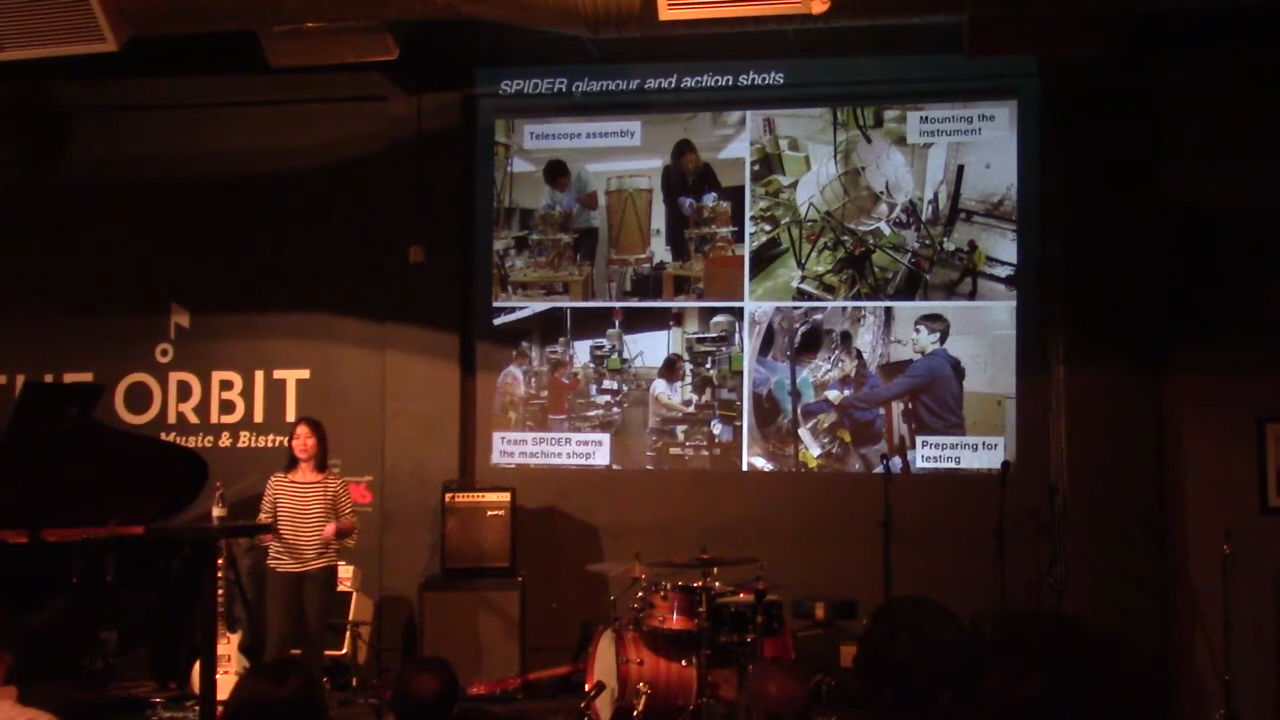 SPIDER glamour and action shots
Telescope assembly
Mounting the
instrument
Team SPIDER owns
the machine shop!
Preparing for
testing
THE ORBIT
Music & Bistro